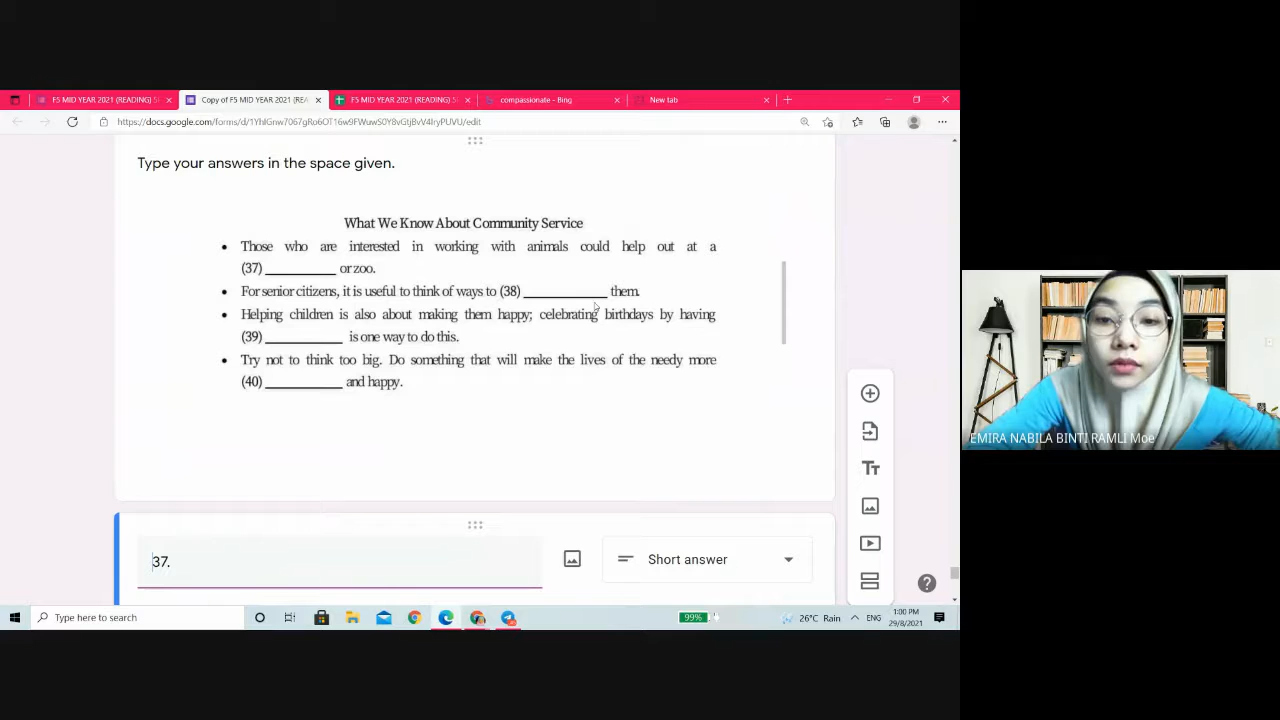 F5 MID YEAR 2021 (READING) S
Copy of F5 MID YEAR 2021 (REA
F5 MID YEAR 2021 (READING) S
compassionate - Bing
New tab
Type your answers in the space given.
What We Know About Community Service
• Those who are interested in working with animals could help out at a
(37) __________ or zoo.
• For senior citizens, it is useful to think of ways to (38) ____________ them.
• Helping children is also about making them happy; celebrating birthdays by having
(39) ___________ is one way to do this.
• Try not to think too big. Do something that will make the lives of the needy more
(40) ___________ and happy.
EMIRA NABILA BINTI RAMLI Moe
37.
Short answer
Type here to search
99%
26°C Rain
ENG
1:00 PM
29/8/2021